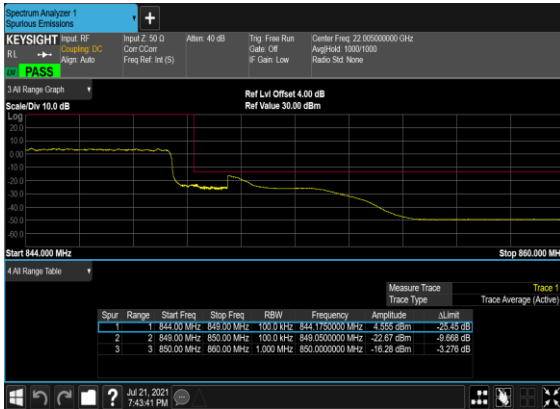 Spectrum Analyzer 1
Spurious Emissions
+
KEYSIGHT Input: RF Input Z: 50 Ω Atten: 40 dB Trig: Free Run Center Freq: 22.005000000 GHz
RL Coupling: DC Corr CCorr Gate: Off Avg|Hold: 1000/1000
Align: Auto Freq Ref: Int (S) IF Gain: Low Radio Std: None
PASS
3 All Range Graph Ref Lvl Offset 4.00 dB
Scale/Div 10.0 dB Ref Value 30.00 dBm
Log
20.0
10.0
0.00
-10.0
-20.0
-30.0
-40.0
-50.0
-60.0
Start 844.000 MHz Stop 860.000 MH
4 All Range Table
Measure Trace Trace 1
Trace Type Trace Average (Active)
Spur Range Start Freq Stop Freq RBW Frequency Amplitude ΔLimit
1 1 844.00 MHz 849.00 MHz 100.0 kHz 844.1750000 MHz 4.555 dBm -25.45 dB
2 2 849.00 MHz 850.00 MHz 100.0 kHz 849.0500000 MHz -22.67 dBm -9.668 dB
3 3 850.00 MHz 860.00 MHz 1.000 MHz 850.0000000 MHz -16.28 dBm -3.276 dB
? Jul 21, 2021
7:43:41 PM